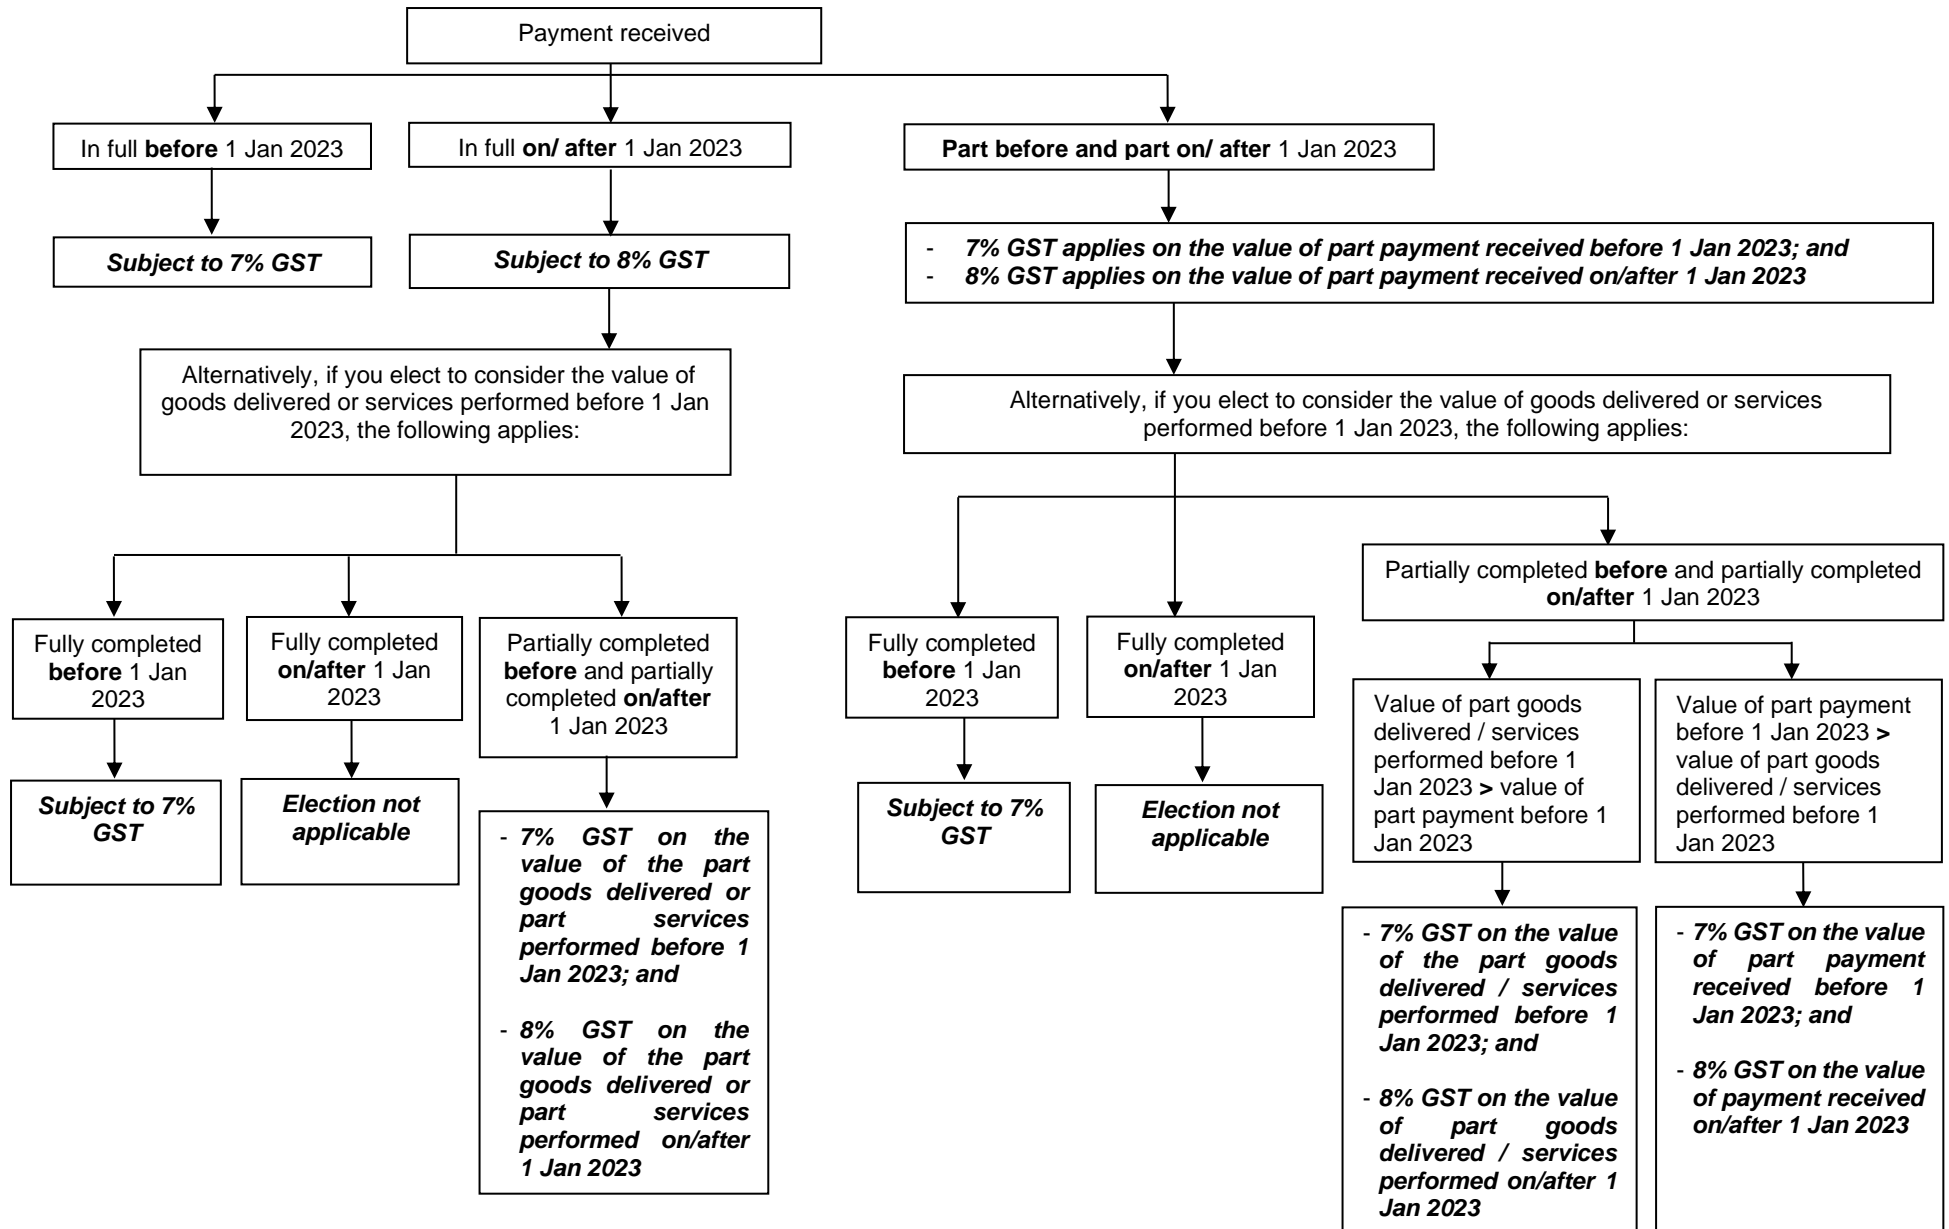 Payment received
In full before 1 Jan 2023
In full on/ after 1 Jan 2023
Part before and part on/ after 1 Jan 2023
Subject to 7% GST
Subject to 8% GST
- 7% GST applies on the value of part payment received before 1 Jan 2023; and
- 8% GST applies on the value of part payment received on/after 1 Jan 2023
Alternatively, if you elect to consider the value of
goods delivered or services performed before 1 Jan
2023, the following applies:
Alternatively, if you elect to consider the value of goods delivered or services
performed before 1 Jan 2023, the following applies:
Fully completed
before 1 Jan
2023
Fully completed
on/after 1 Jan
2023
Partially completed
before and partially
completed on/after
1 Jan 2023
Subject to 7%
GST
Election not
applicable
- 7% GST on the
value of the part
goods delivered or
part services
performed before 1
Jan 2023; and
- 8% GST on the
value of the part
goods delivered or
part services
performed on/after
1 Jan 2023
Fully completed
before 1 Jan
2023
Fully completed
on/after 1 Jan
2023
Partially completed before and partially completed
on/after 1 Jan 2023
Subject to 7%
GST
Election not
applicable
Value of part goods
delivered / services
performed before 1
Jan 2023 > value of
part payment before 1
Jan 2023
Value of part payment
before 1 Jan 2023 >
value of part goods
delivered / services
performed before 1
Jan 2023
- 7% GST on the value
of the part goods
delivered / services
performed before 1
Jan 2023; and
- 8% GST on the value
of part goods
delivered / services
performed on/after 1
Jan 2023
- 7% GST on the value
of part payment
received before 1
Jan 2023; and
- 8% GST on the value
of payment received
on/after 1 Jan 2023